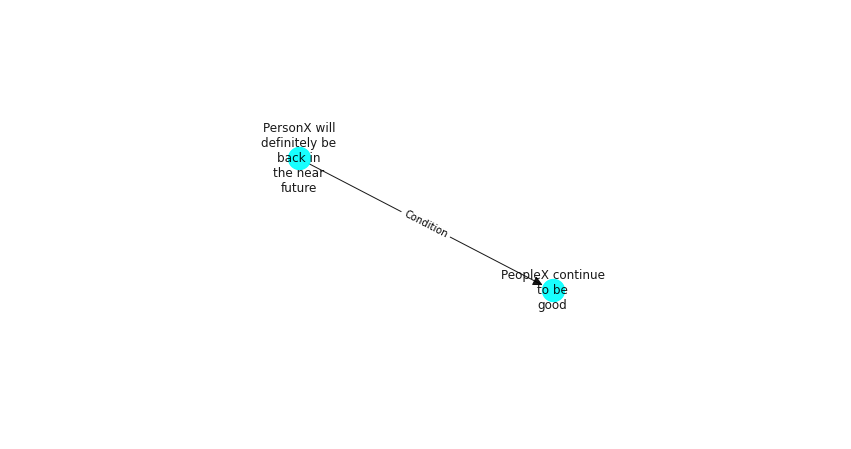 PersonX will
definitely be
back in
the near
future
Condition
PeopleX continue
to be
good